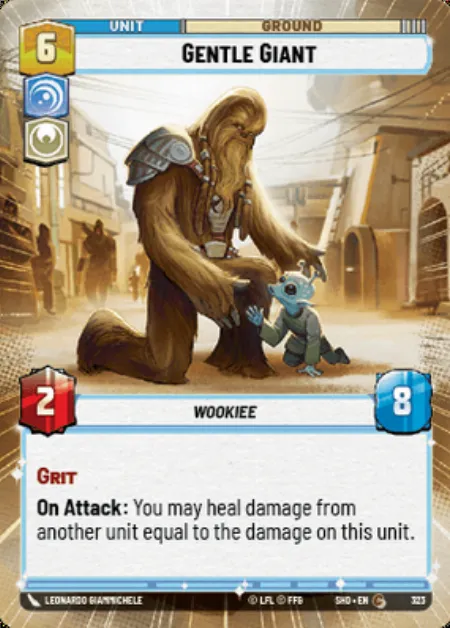 UNIT GROUND
6
GENTLE GIANT
2 WOOKIEE 8
GRIT
On Attack: You may heal damage from
another unit equal to the damage on this unit.
LEONARDO GIAMMICHELE © LFL © FFG SHD • EN C 323